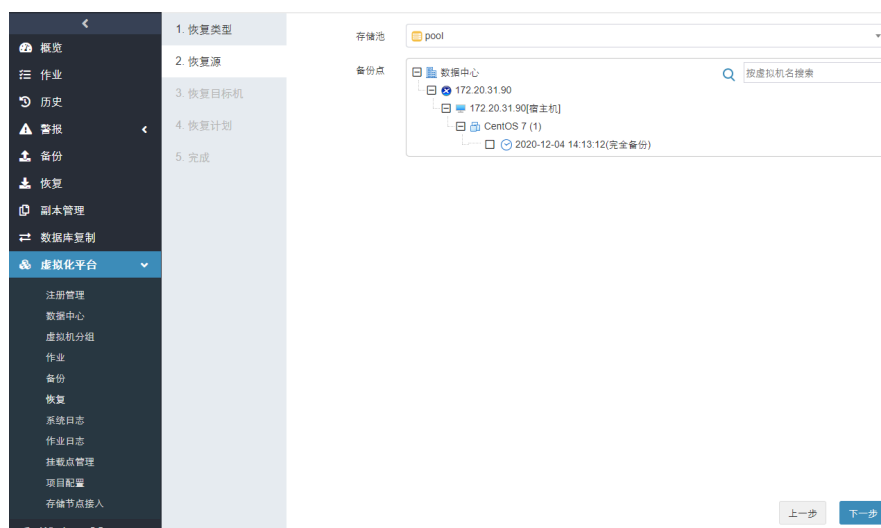 概览
作业
历史
警报
备份
恢复
副本管理
数据库复制
虚拟化平台
注册管理
数据中心
虚拟机分组
作业
备份
恢复
系统日志
作业日志
挂载点管理
项目配置
存储节点接入
1. 恢复类型
2. 恢复源
3. 恢复目标机
4. 恢复计划
5. 完成
存储池
pool
备份点
数据中心
按虚拟机名搜索
172.20.31.90
172.20.31.90[宿主机]
CentOS 7 (1)
2020-12-04 14:13:12(完全备份)
上一步
下一步